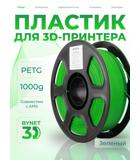 ПЛАСТИК
ДЛЯ 3D-ПРИНТЕРА
PETG
1000g
Совместим
с AMS
BYNET
3D
Зеленый